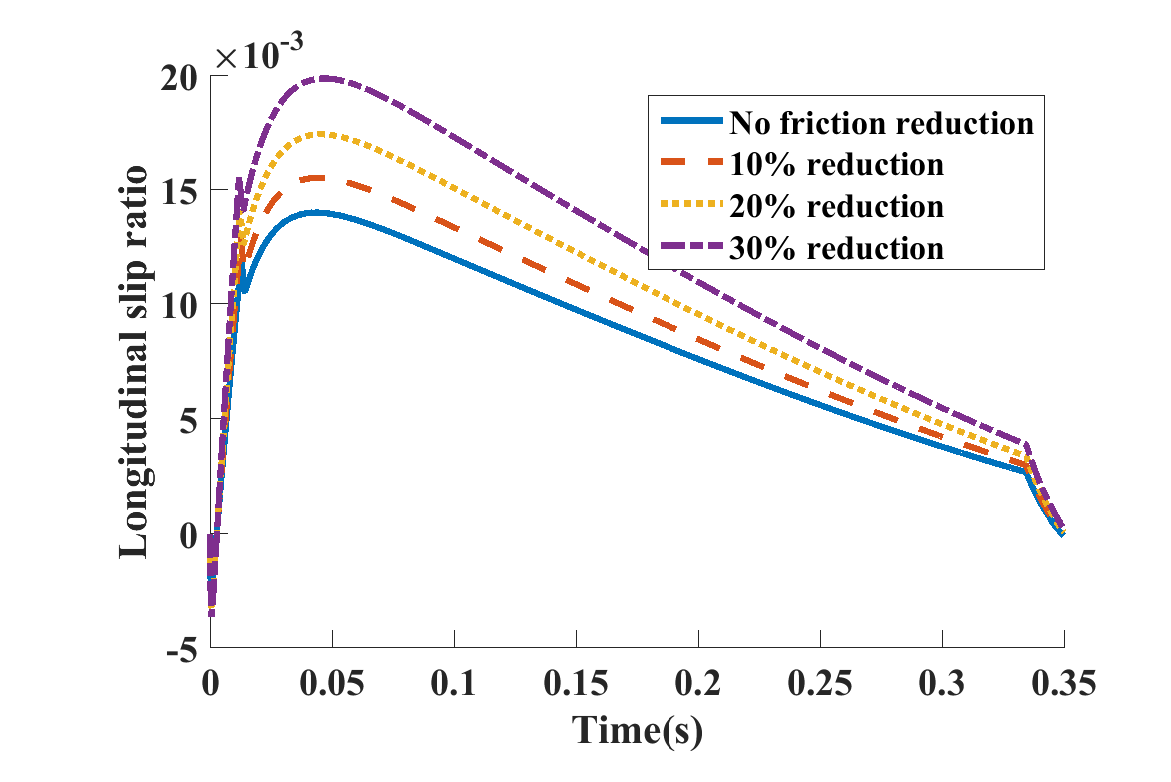 ×10⁻³
20
15
10
5
0
-5
Longitudinal slip ratio
No friction reduction
10% reduction
20% reduction
30% reduction
0 0.05 0.1 0.15 0.2 0.25 0.3 0.35
Time(s)